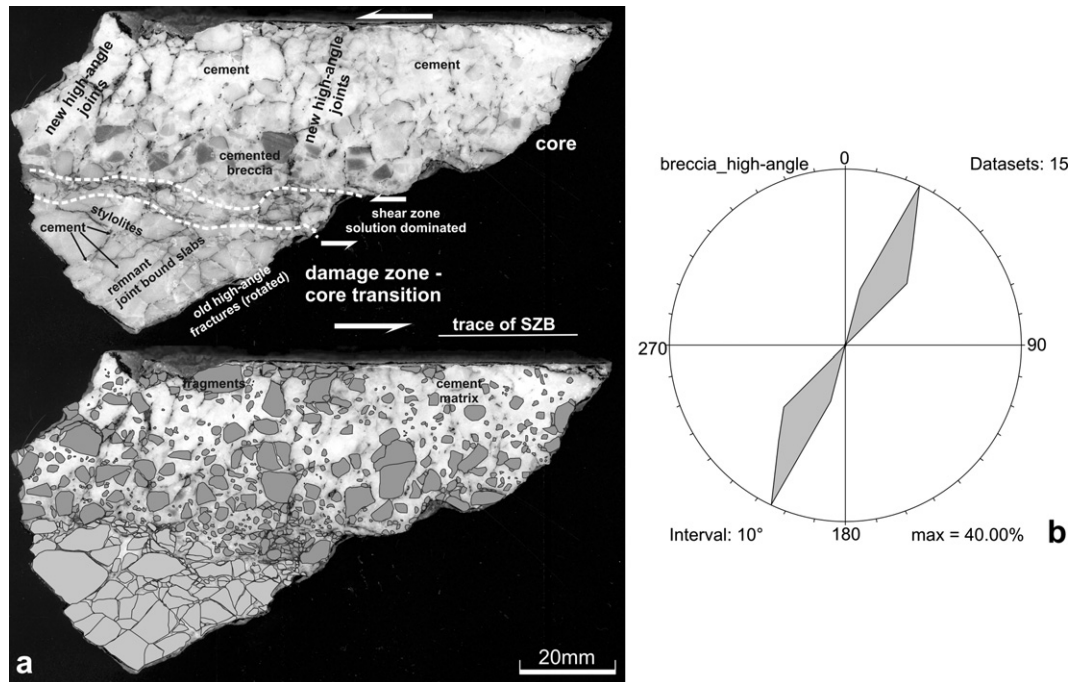 new high-angle
joints
cement
new high-angle
joints
cement
cemented
breccia
core
stylolites
cement
remnant
joint bound slabs
shear zone
solution dominated
damage zone -
core transition
old high-angle
fractures (rotated)
trace of SZB
fragments
cement
matrix
a
20mm
breccia_high-angle
0
Datasets: 15
270
90
Interval: 10°
180
max = 40.00%
b